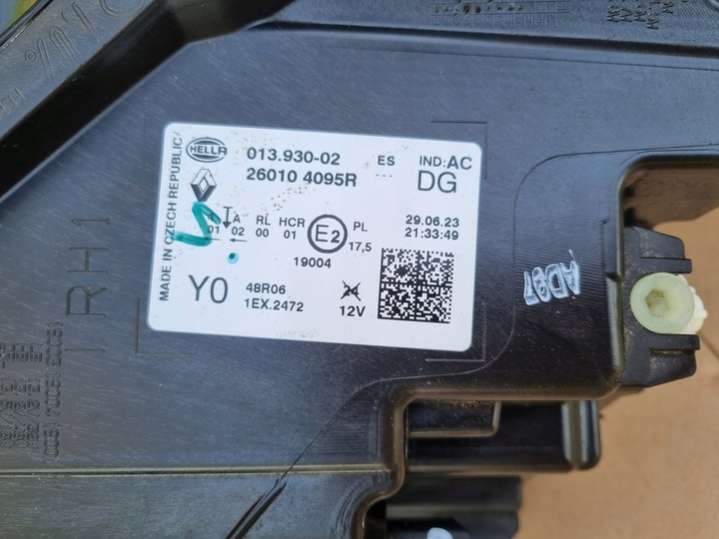 HELLA
013.930-02
ES
IND:AC
26010 4095R
---
DG
MADE IN CZECH REPUBLIC
A RL HCR
01 02 00 01
E2
PL
17,5
19004
29.06.23
21:33:49
Y0
48R06
1EX.2472
12V
RH1